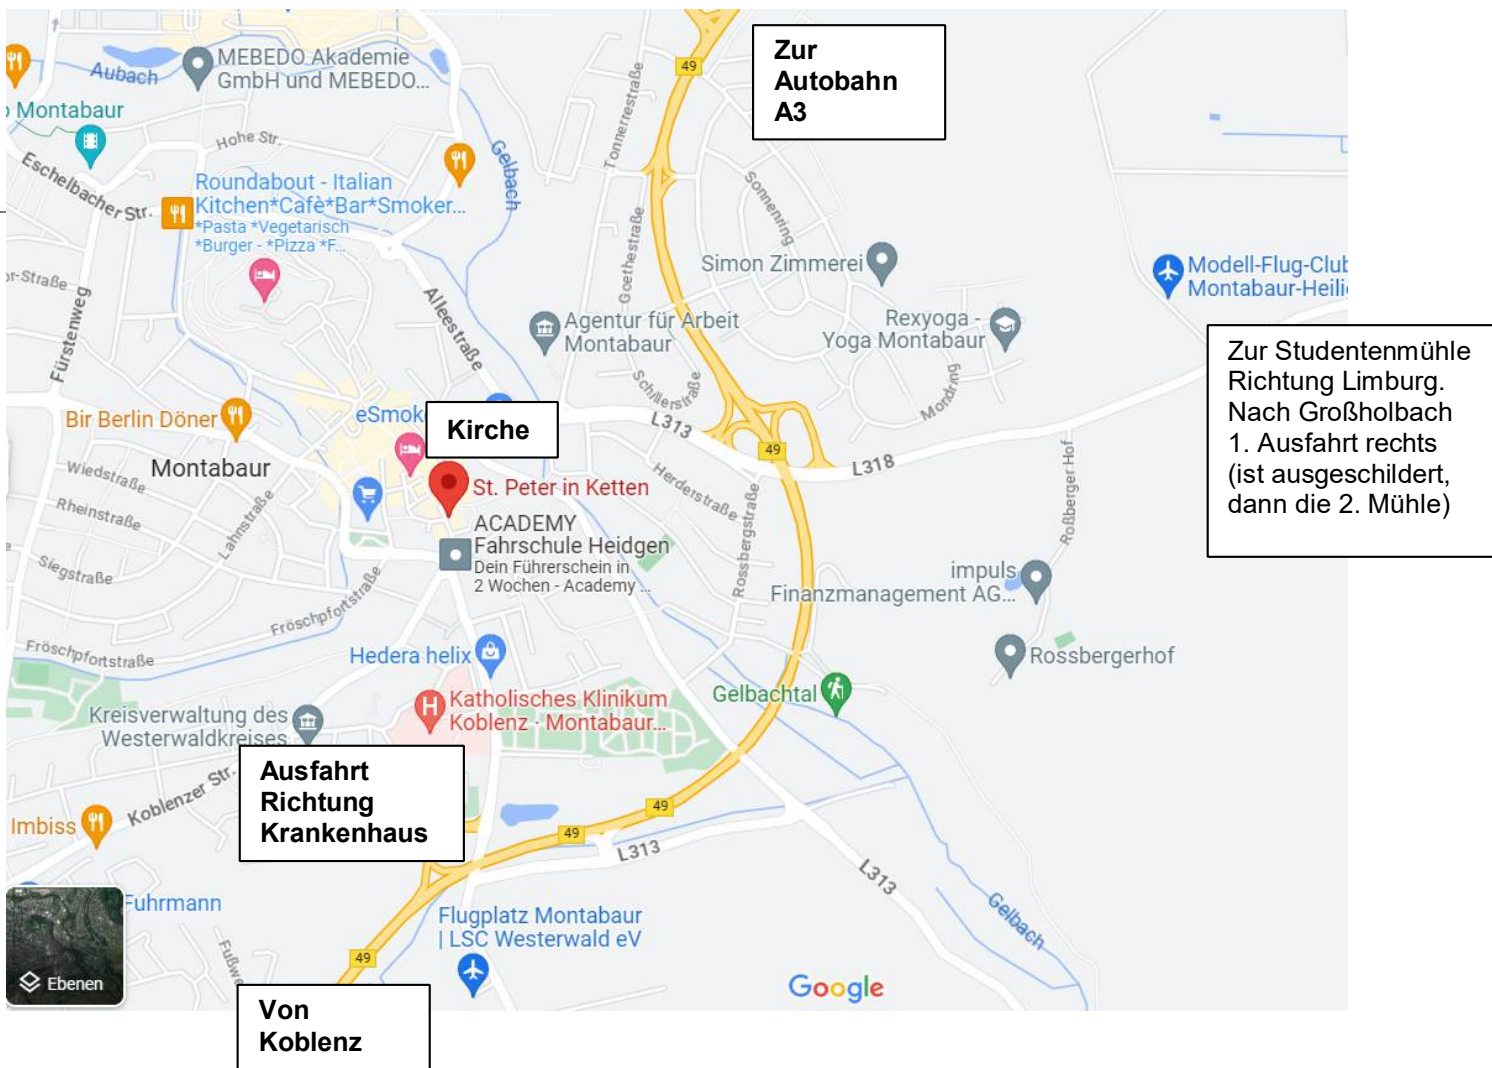 Zur
Autobahn
A3
49
MEBEDO Akademie
GmbH und MEBEDO...
Aubach
Montabaur
Hohe Str.
Eschelbacher Str.
Gelbach
Tonnerrestraße
Roundabout - Italian
Kitchen*Cafè*Bar*Smoker...
*Pasta *Vegetarisch
*Burger - *Pizza *F...
Sonnenring
Goethestraße
Simon Zimmerei
Modell-Flug-Club
Montabaur-Heili
or-Straße
Fürstenweg
Alleestraße
Agentur für Arbeit
Montabaur
Rexyoga -
Yoga Montabaur
Schillerstraße
Moridring
Zur Studentenmühle
Richtung Limburg.
Nach Großholbach
1. Ausfahrt rechts
(ist ausgeschildert,
dann die 2. Mühle)
Bir Berlin Döner
eSmok
Kirche
L313
49
L318
Montabaur
Wiedstraße
Rheinstraße
Lahnstraße
Siegstraße
St. Peter in Ketten
Herderstraße
Rossbergstraße
Roßberger Hof
ACADEMY
Fahrschule Heidgen
Dein Führerschein in
2 Wochen - Academy ...
impuls
Finanzmanagement AG...
Fröschpfortstraße
Fröschpfortstraße
Hedera helix
Rossbergerhof
Gelbachtal
Katholisches Klinikum
Koblenz · Montabaur...
Kreisverwaltung des
Westerwaldkreises
Ausfahrt
Richtung
Krankenhaus
Koblenzer Str.
Imbiss
49
49
L313
L313
Gelbach
Fuhrmann
Fußwe
Flugplatz Montabaur
| LSC Westerwald eV
49
Ebenen
Google
Von
Koblenz